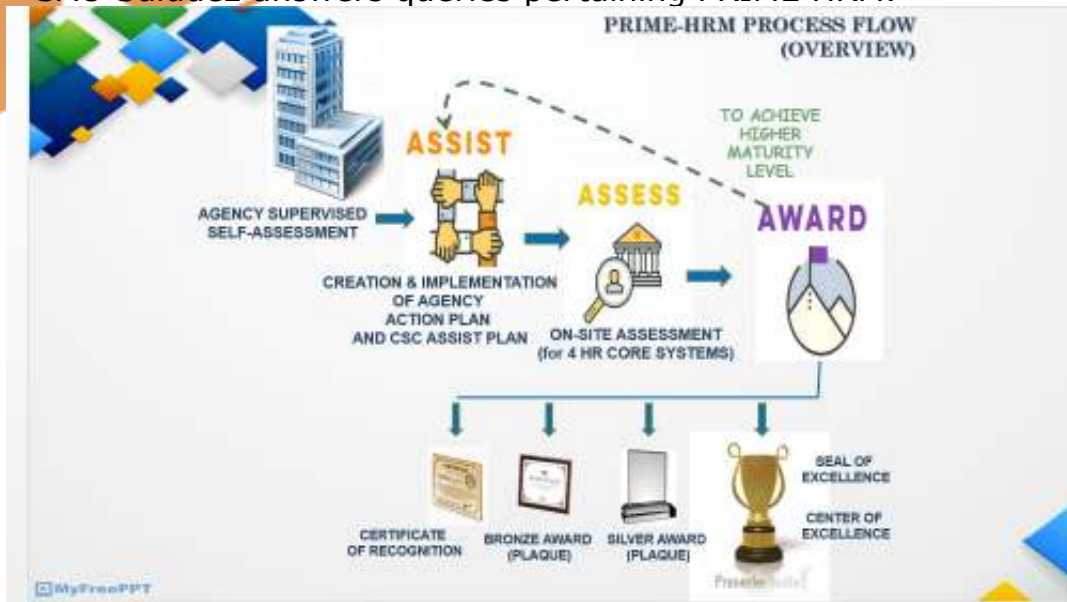 PRIME-HRM PROCESS FLOW
(OVERVIEW)
TO ACHIEVE
HIGHER
MATURITY
LEVEL
ASSIST
ASSESS
AWARD
AGENCY SUPERVISED
SELF-ASSESSMENT
CREATION & IMPLEMENTATION
OF AGENCY
ACTION PLAN
AND CSC ASSIST PLAN
ON-SITE ASSESSMENT
(for 4 HR CORE SYSTEMS)
CERTIFICATE
OF RECOGNITION
BRONZE AWARD
(PLAQUE)
SILVER AWARD
(PLAQUE)
SEAL OF
EXCELLENCE
CENTER OF
EXCELLENCE
MyFreePPT